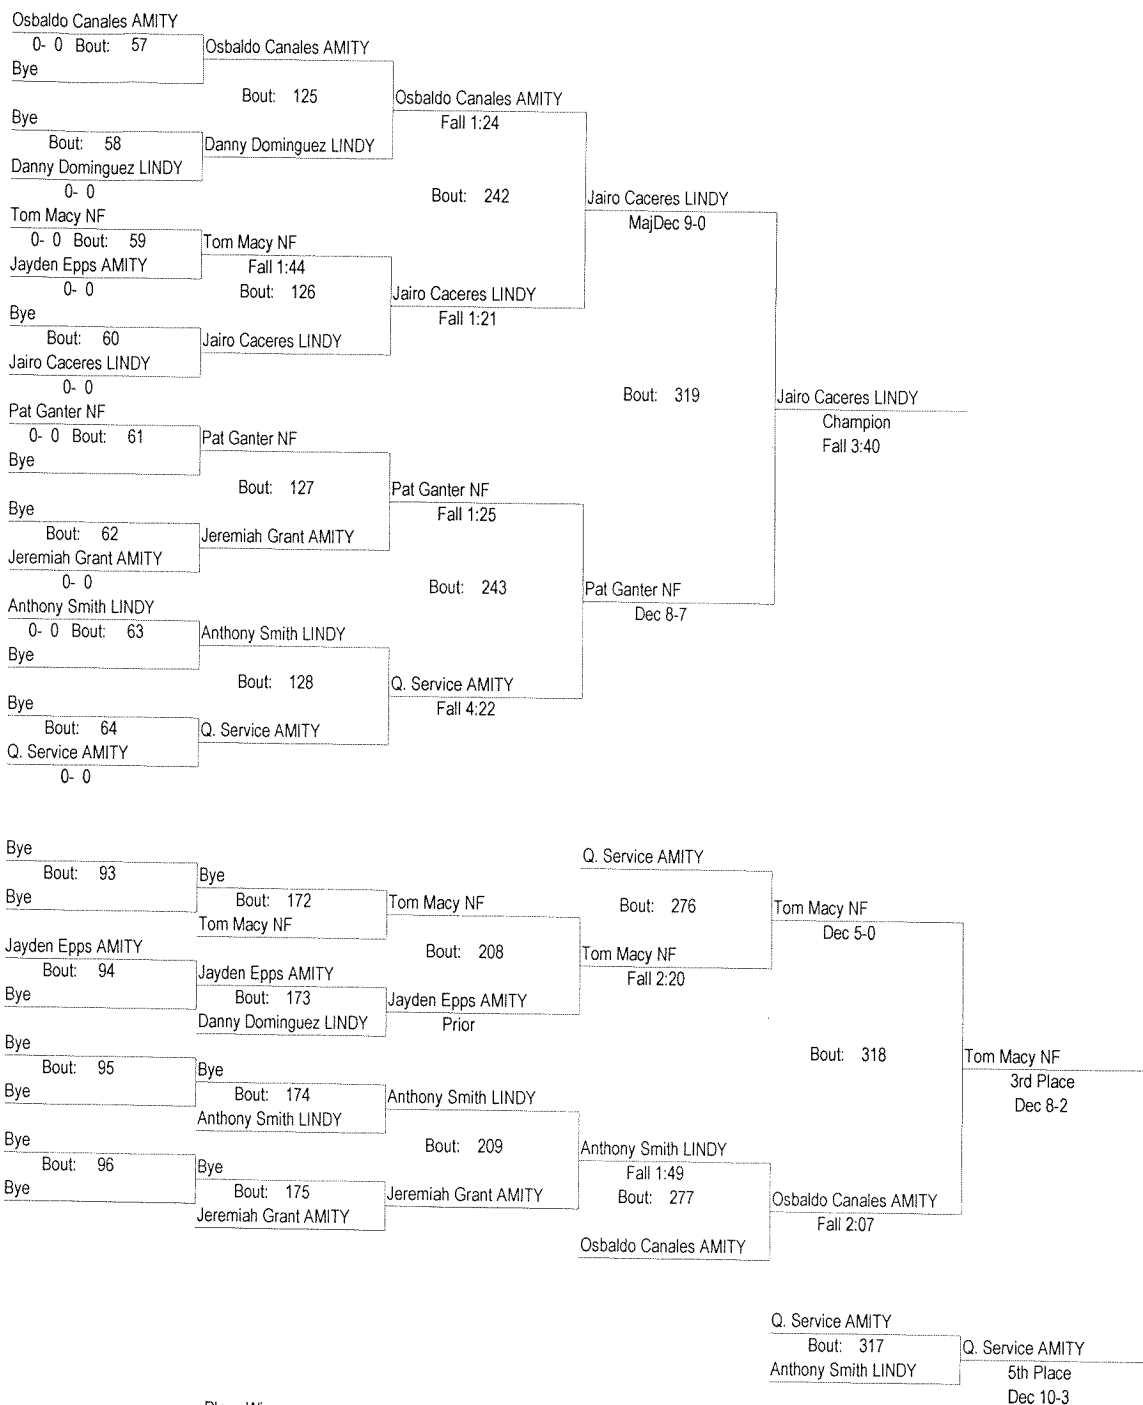 Osbaldo Canales AMITY
0- 0 Bout: 57
Osbaldo Canales AMITY
Bye
Bout: 125
Osbaldo Canales AMITY
Bye
Fall 1:24
Bout: 58
Danny Dominguez LINDY
Danny Dominguez LINDY
0- 0
Bout: 242
Jairo Caceres LINDY
Tom Macy NF
MajDec 9-0
0- 0 Bout: 59
Tom Macy NF
Jayden Epps AMITY
Fall 1:44
0- 0
Bout: 126
Jairo Caceres LINDY
Bye
Fall 1:21
Bout: 60
Jairo Caceres LINDY
Jairo Caceres LINDY
0- 0
Bout: 319
Jairo Caceres LINDY
Pat Ganter NF
Champion
0- 0 Bout: 61
Pat Ganter NF
Fall 3:40
Bye
Bout: 127
Pat Ganter NF
Bye
Fall 1:25
Bout: 62
Jeremiah Grant AMITY
Jeremiah Grant AMITY
0- 0
Bout: 243
Pat Ganter NF
Anthony Smith LINDY
Dec 8-7
0- 0 Bout: 63
Anthony Smith LINDY
Bye
Bout: 128
Q. Service AMITY
Bye
Fall 4:22
Bout: 64
Q. Service AMITY
Q. Service AMITY
0- 0
Bye
Q. Service AMITY
Bout: 93
Bye
Bye
Bout: 172
Tom Macy NF
Bout: 276
Tom Macy NF
Tom Macy NF
Dec 5-0
Jayden Epps AMITY
Bout: 208
Tom Macy NF
Bout: 94
Jayden Epps AMITY
Fall 2:20
Bye
Bout: 173
Jayden Epps AMITY
Danny Dominguez LINDY
Prior
Bye
Bout: 318
Tom Macy NF
Bout: 95
Bye
3rd Place
Bye
Bout: 174
Anthony Smith LINDY
Dec 8-2
Anthony Smith LINDY
Bye
Bout: 209
Anthony Smith LINDY
Bout: 96
Bye
Fall 1:49
Bye
Bout: 175
Jeremiah Grant AMITY
Bout: 277
Osbaldo Canales AMITY
Jeremiah Grant AMITY
Fall 2:07
Osbaldo Canales AMITY
Q. Service AMITY
Bout: 317
Q. Service AMITY
Anthony Smith LINDY
5th Place
Dec 10-3